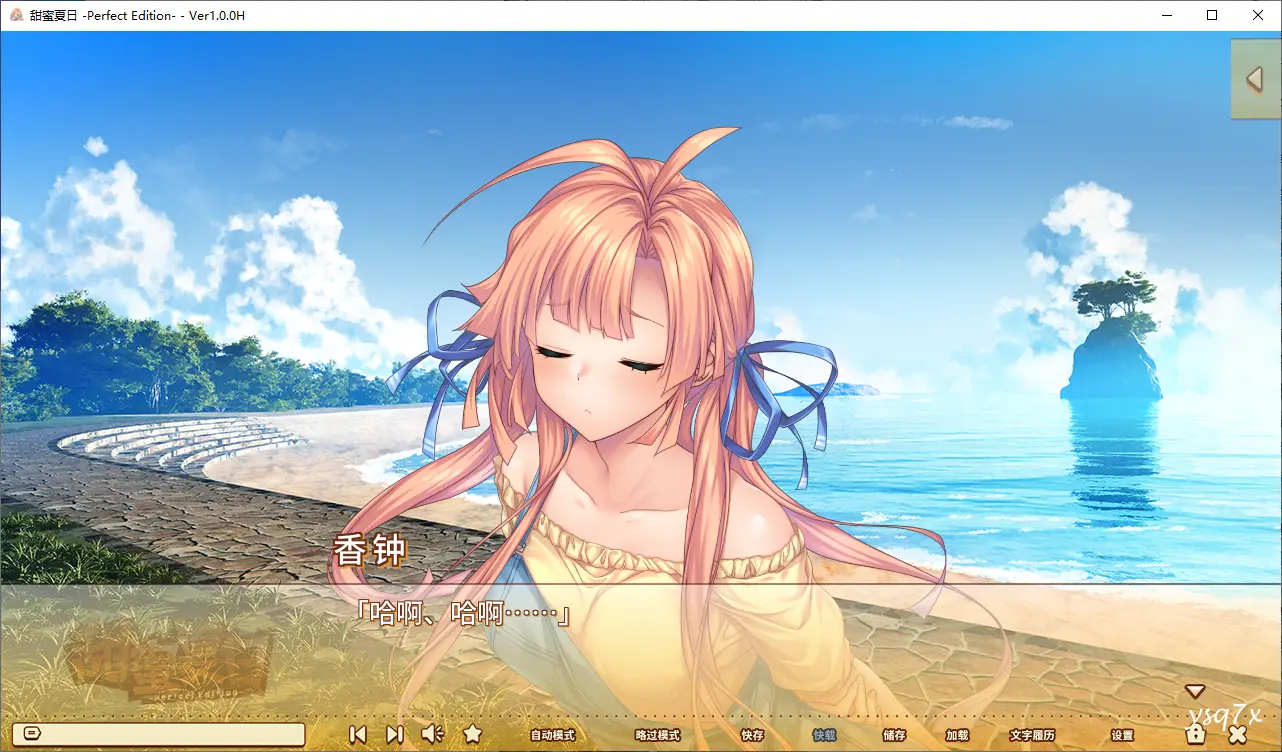 甜蜜夏日 -Perfect Edition- - Ver1.0.0H
香钟
「哈啊、哈啊……」
-Perfect Edition-
自动模式 略过模式 快存 快载 储存 加载 文字履历 设置
ysq7x